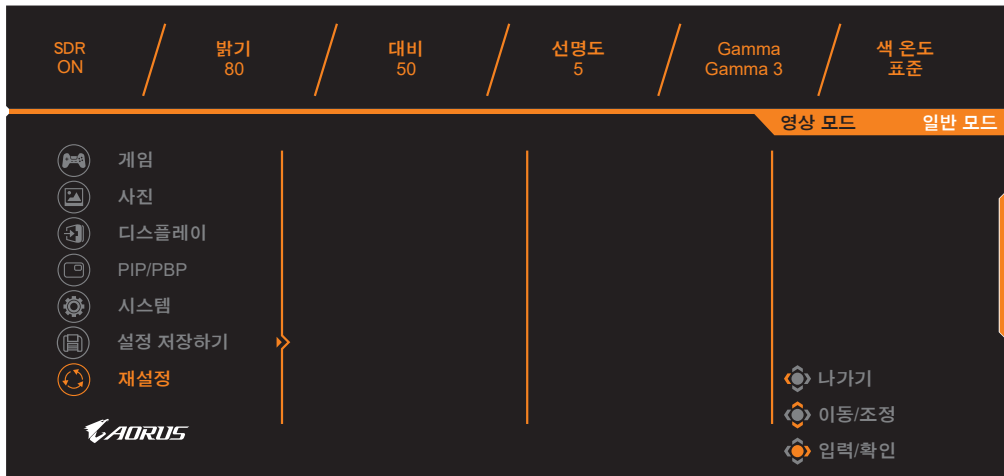 SDR
ON
밝기
80
대비
50
선명도
5
Gamma
Gamma 3
색 온도
표준
영상 모드 일반 모드
게임
사진
디스플레이
PIP/PBP
시스템
설정 저장하기
재설정
AORUS
나가기
이동/조정
입력/확인